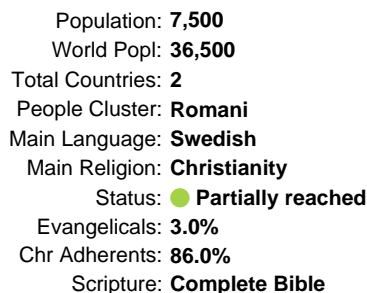 Population: 7,500
World Popl: 36,500
Total Countries: 2
People Cluster: Romani
Main Language: Swedish
Main Religion: Christianity
Status: Partially reached
Evangelicals: 3.0%
Chr Adherents: 86.0%
Scripture: Complete Bible